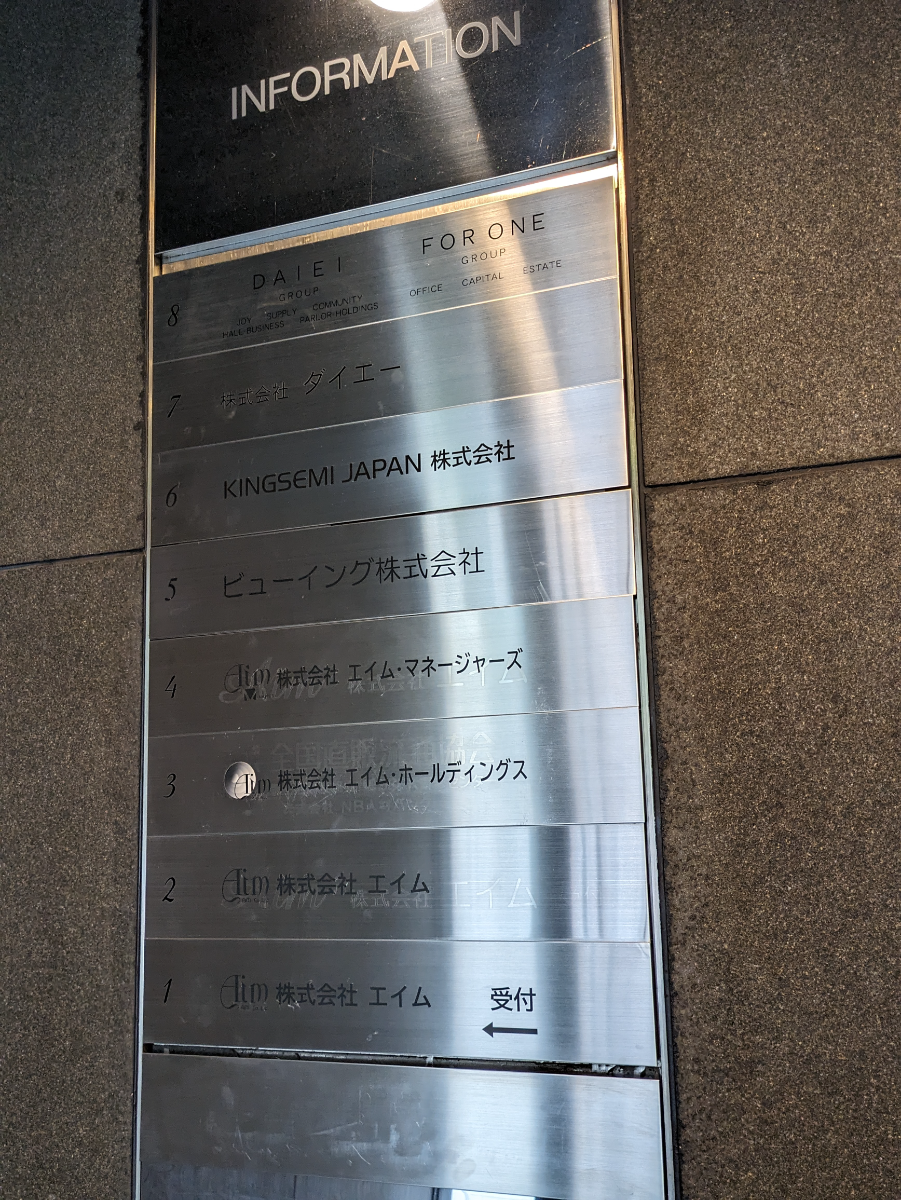 INFORMATION
8 DAIEI GROUP JOY SUPPLY COMMUNITY HALL-BUSINESS PARLOR-HOLDINGS
FOR ONE GROUP OFFICE CAPITAL ESTATE
7 株式会社 ダイエー
6 KINGSEMI JAPAN 株式会社
5 ビューイング株式会社
4 Aim 株式会社 エイム・マネージャーズ
3 Aim 株式会社 エイム・ホールディングス
2 Aim 株式会社 エイム
1 Aim 株式会社 エイム 受付